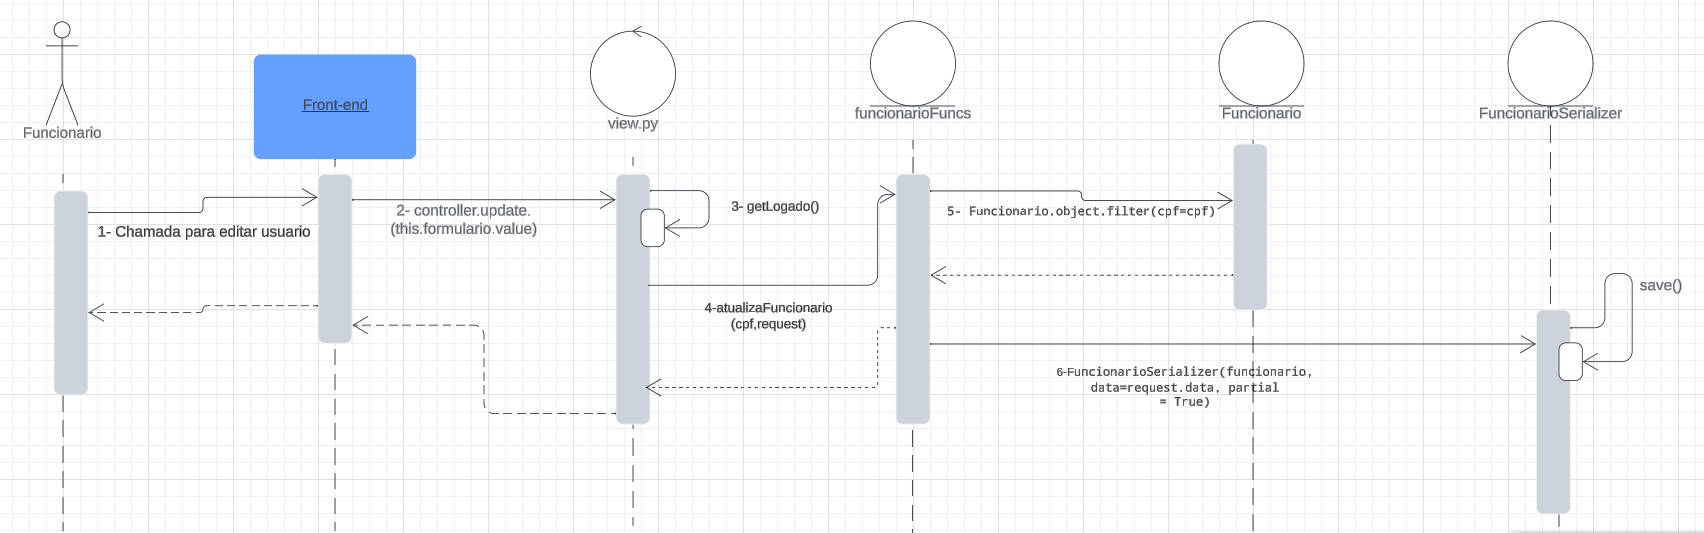 Funcionario
Front-end
view.py
funcionarioFuncs
Funcionario
FuncionarioSerializer
1- Chamada para editar usuario
2- controller.update.
(this.formulario.value)
3- getLogado()
4-atualizaFuncionario
(cpf,request)
5- Funcionario.object.filter(cpf=cpf)
6-FuncionarioSerializer(funcionario,
data=request.data, partial
= True)
save()